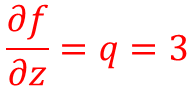 ∂f/∂z = q = 3